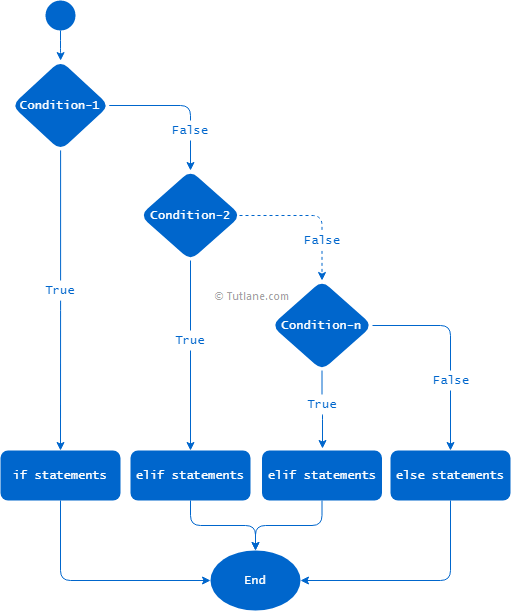 Condition-1
False
Condition-2
False
True
© Tutlane.com
Condition-n
True
False
True
if statements
elif statements
elif statements
else statements
End